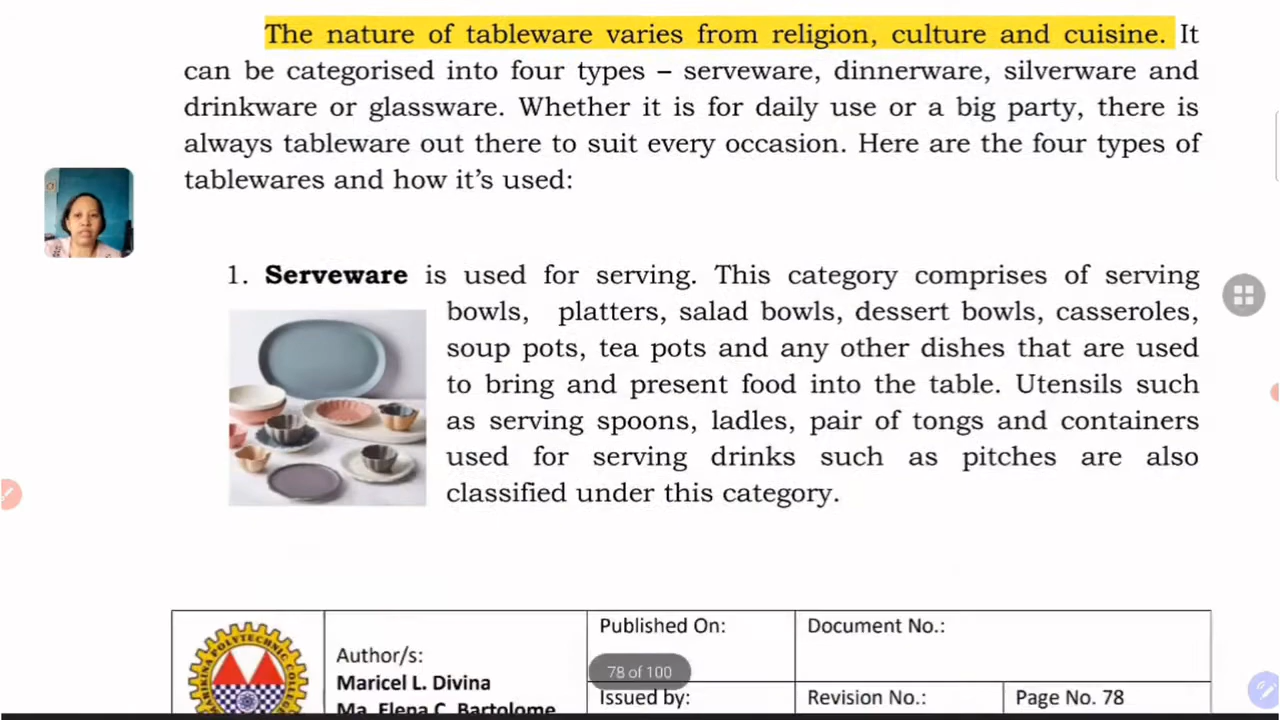 The nature of tableware varies from religion, culture and cuisine. It
can be categorised into four types – serveware, dinnerware, silverware and
drinkware or glassware. Whether it is for daily use or a big party, there is
always tableware out there to suit every occasion. Here are the four types of
tablewares and how it's used:
1. Serveware is used for serving. This category comprises of serving
bowls, platters, salad bowls, dessert bowls, casseroles,
soup pots, tea pots and any other dishes that are used
to bring and present food into the table. Utensils such
as serving spoons, ladles, pair of tongs and containers
used for serving drinks such as pitches are also
classified under this category.
POLYTECHNIC COLLEGE
Author/s:
Maricel L. Divina
Ma. Elena C. Bartolome
Published On:
Document No.:
78 of 100
Issued by:
Revision No.:
Page No. 78